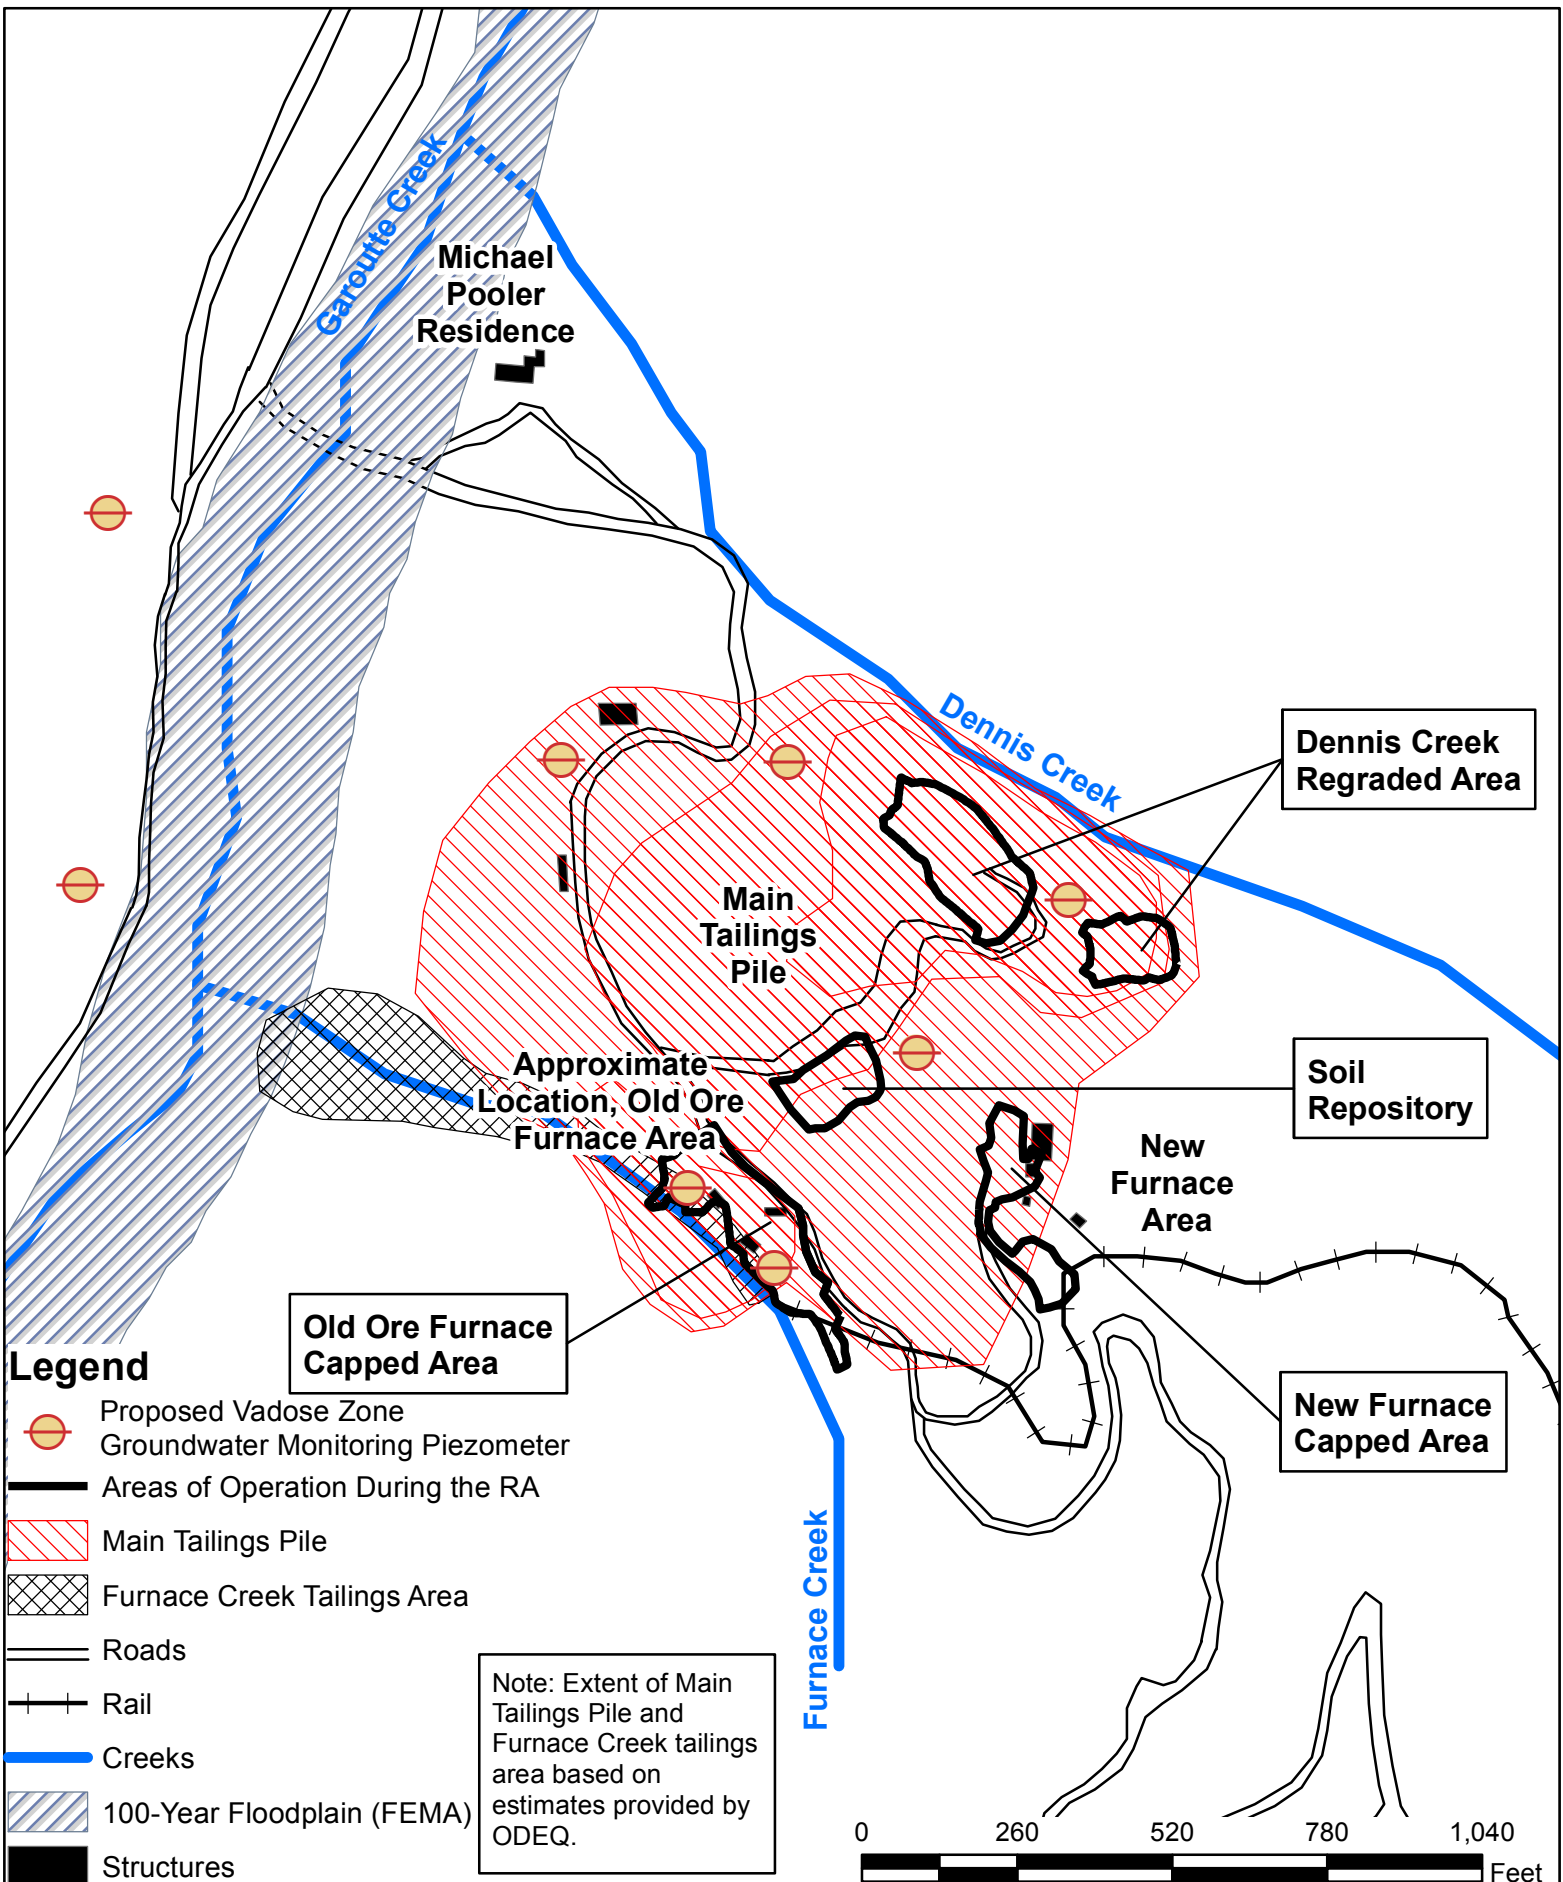 Garoutte Creek
Michael
Pooler
Residence
Dennis Creek
Dennis Creek
Regraded Area
Main
Tailings
Pile
Approximate
Location, Old Ore
Furnace Area
Soil
Repository
New
Furnace
Area
Old Ore Furnace
Capped Area
New Furnace
Capped Area
Furnace Creek
Legend
Proposed Vadose Zone
Groundwater Monitoring Piezometer
Areas of Operation During the RA
Main Tailings Pile
Furnace Creek Tailings Area
Roads
Rail
Creeks
100-Year Floodplain (FEMA)
Structures
Note: Extent of Main
Tailings Pile and
Furnace Creek tailings
area based on
estimates provided by
ODEQ.
0 260 520 780 1,040
Feet